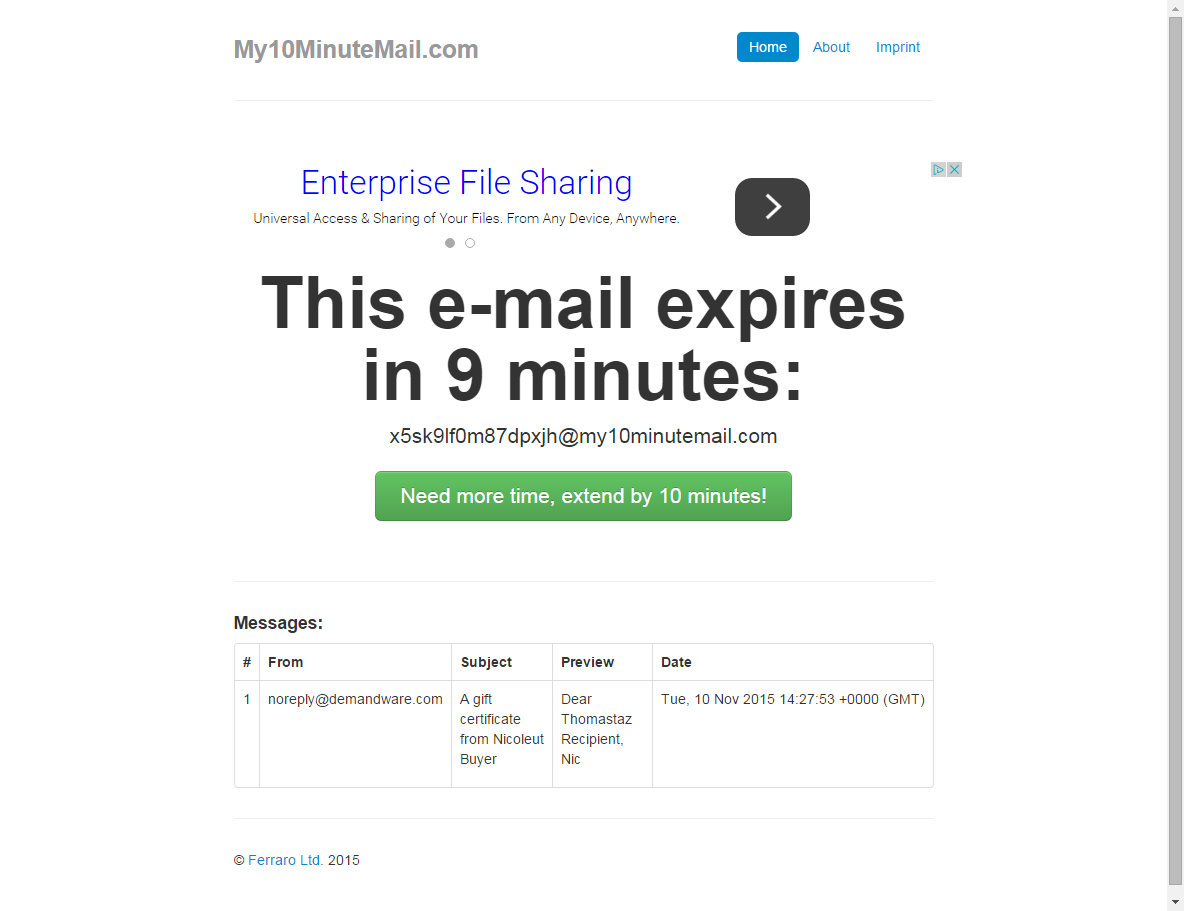 My10MinuteMail.com
Home About Imprint
Enterprise File Sharing
Universal Access & Sharing of Your Files. From Any Device, Anywhere.
This e-mail expires
in 9 minutes:
x5sk9lf0m87dpxjh@my10minutemail.com
Need more time, extend by 10 minutes!
Messages:
# From Subject Preview Date
1 noreply@demandware.com A gift Dear Tue, 10 Nov 2015 14:27:53 +0000 (GMT)
certificate Thomastaz
from Nicoleut Recipient,
Buyer Nic
© Ferraro Ltd. 2015